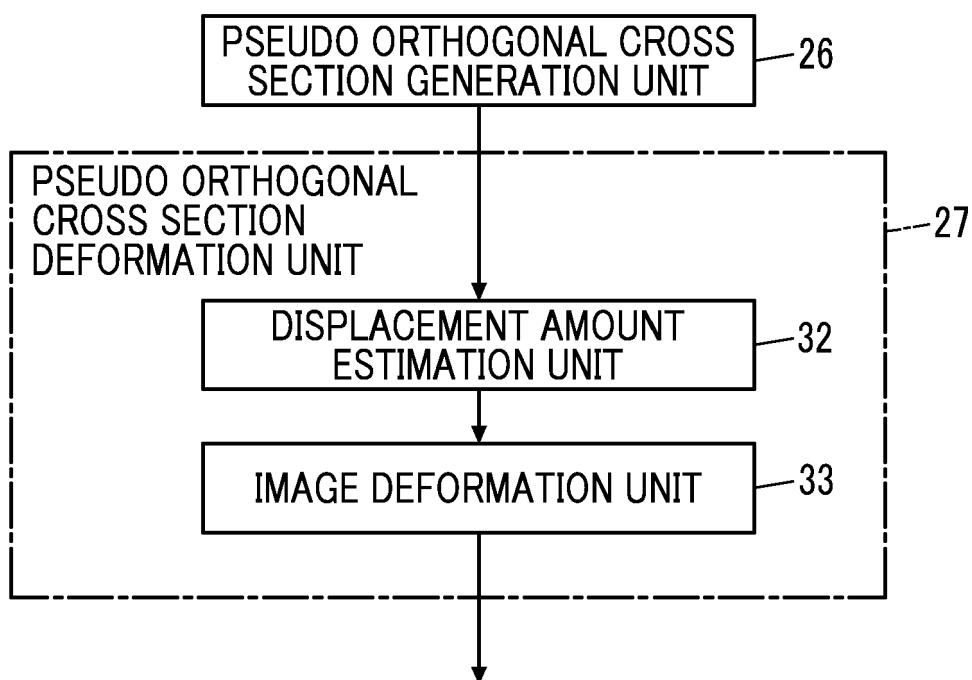 PSEUDO ORTHOGONAL CROSS
SECTION GENERATION UNIT
26
PSEUDO ORTHOGONAL
CROSS SECTION
DEFORMATION UNIT
27
DISPLACEMENT AMOUNT
ESTIMATION UNIT
32
IMAGE DEFORMATION UNIT
33